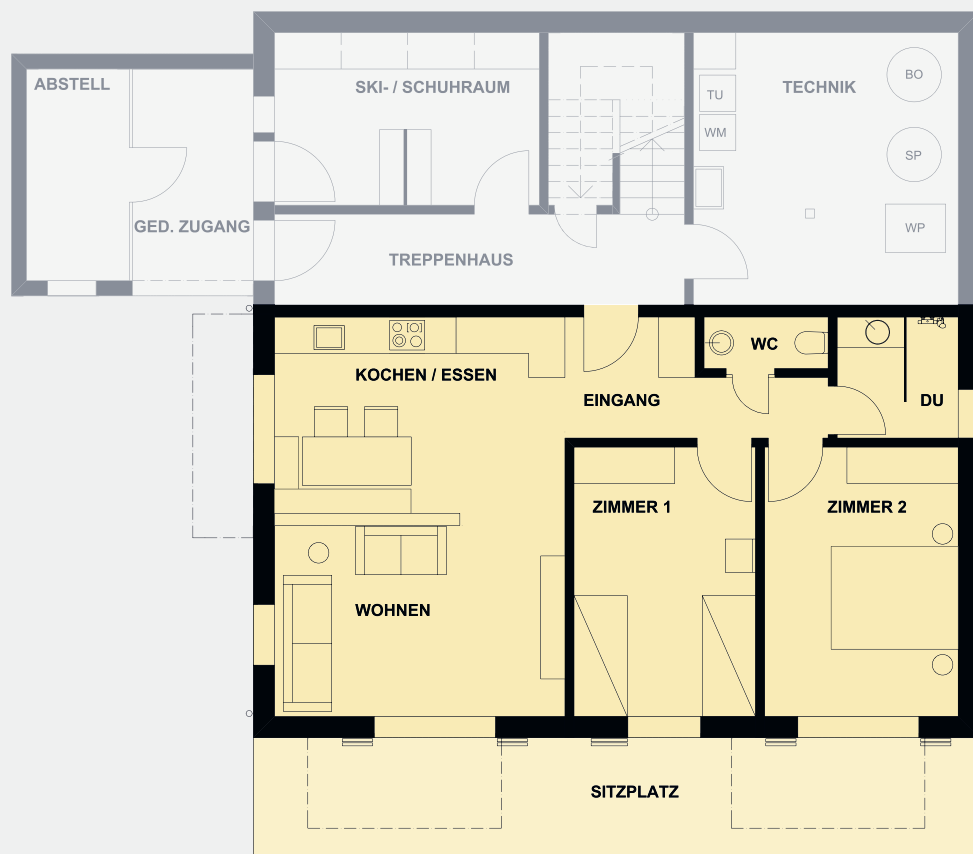 ABSTELL
SKI- / SCHUHRAUM
TECHNIK
BO
TU
WM
SP
GED. ZUGANG
WP
TREPPENHAUS
WC
KOCHEN / ESSEN
EINGANG
DU
ZIMMER 1
ZIMMER 2
WOHNEN
SITZPLATZ